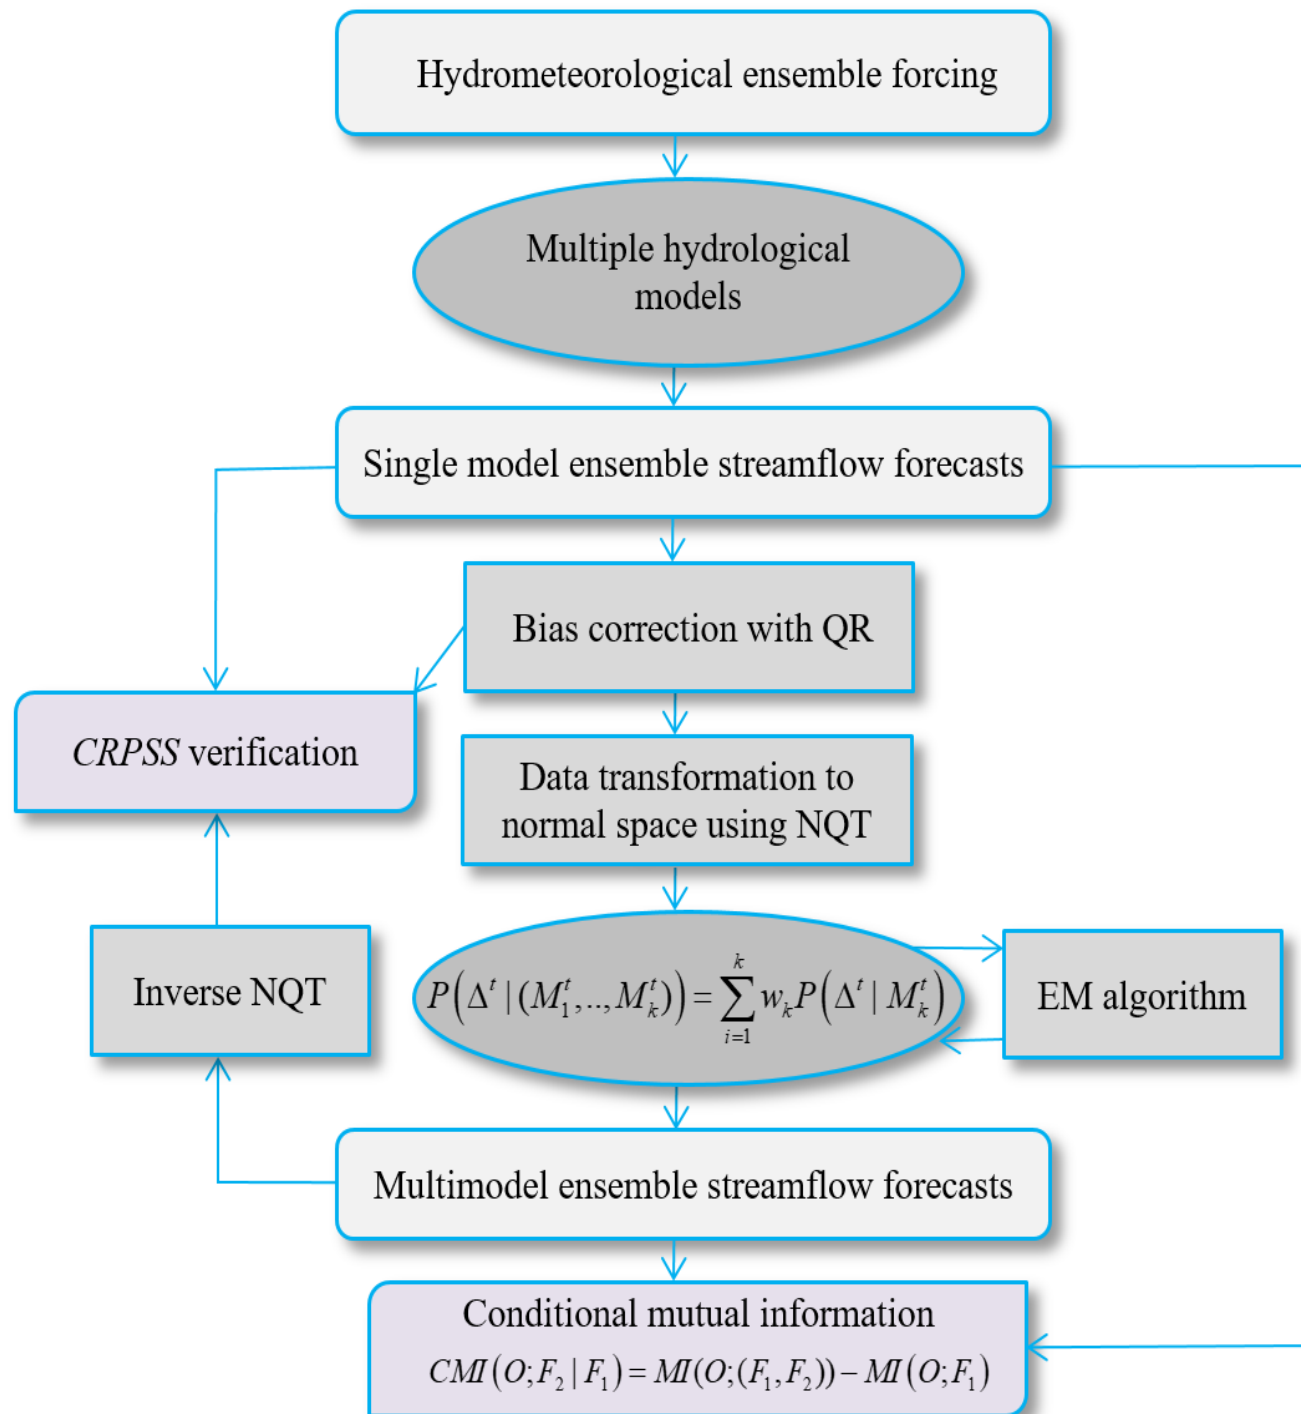 Hydrometeorological ensemble forcing
Multiple hydrological
models
Single model ensemble streamflow forecasts
Bias correction with QR
CRPSS verification
Data transformation to
normal space using NQT
Inverse NQT
P(Δ^t | (M_1^t,..,M_k^t)) = \sum_{i=1}^{k} w_k P(Δ^t | M_k^t)
EM algorithm
Multimodel ensemble streamflow forecasts
Conditional mutual information
CMI(O;F_2 | F_1) = MI(O;(F_1,F_2)) − MI(O;F_1)